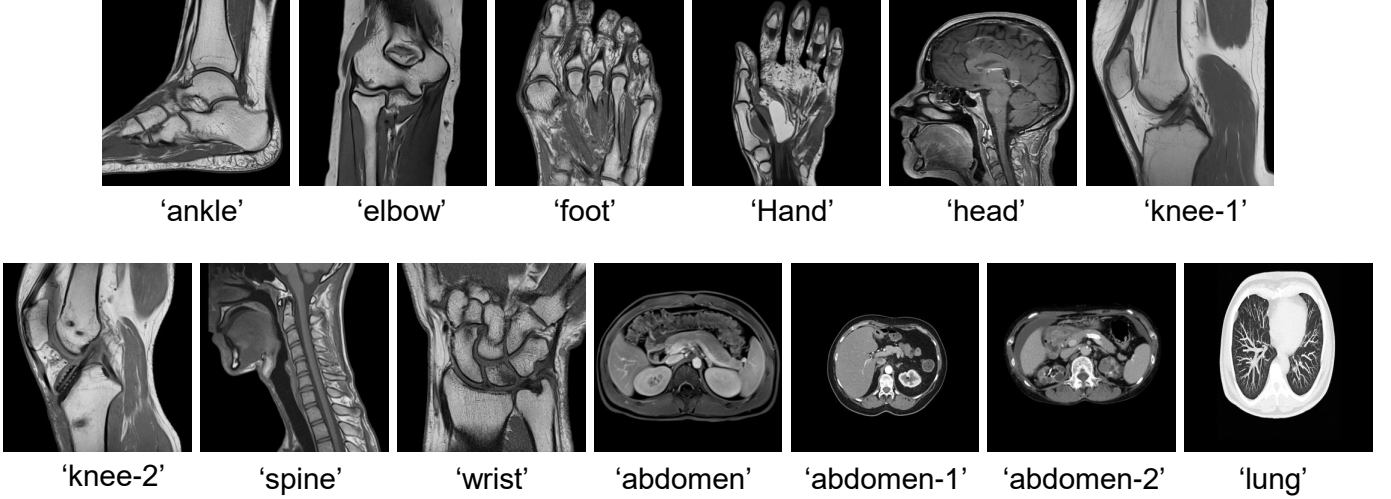 ‘ankle’ ‘elbow’ ‘foot’ ‘Hand’ ‘head’ ‘knee-1’
‘knee-2’ ‘spine’ ‘wrist’ ‘abdomen’ ‘abdomen-1’ ‘abdomen-2’ ‘lung’